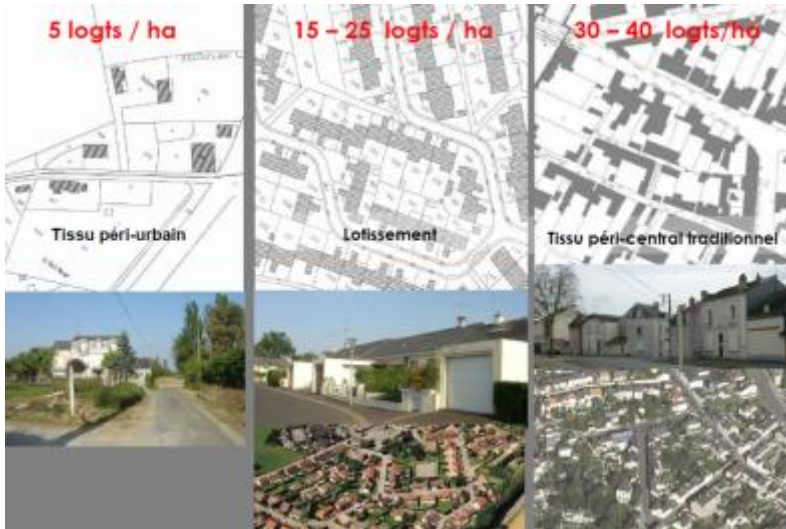 5 logts / ha
15 – 25 logts / ha
30 – 40 logts/ha
Tissu péri-urbain
Lotissement
Tissu péri-central traditionnel